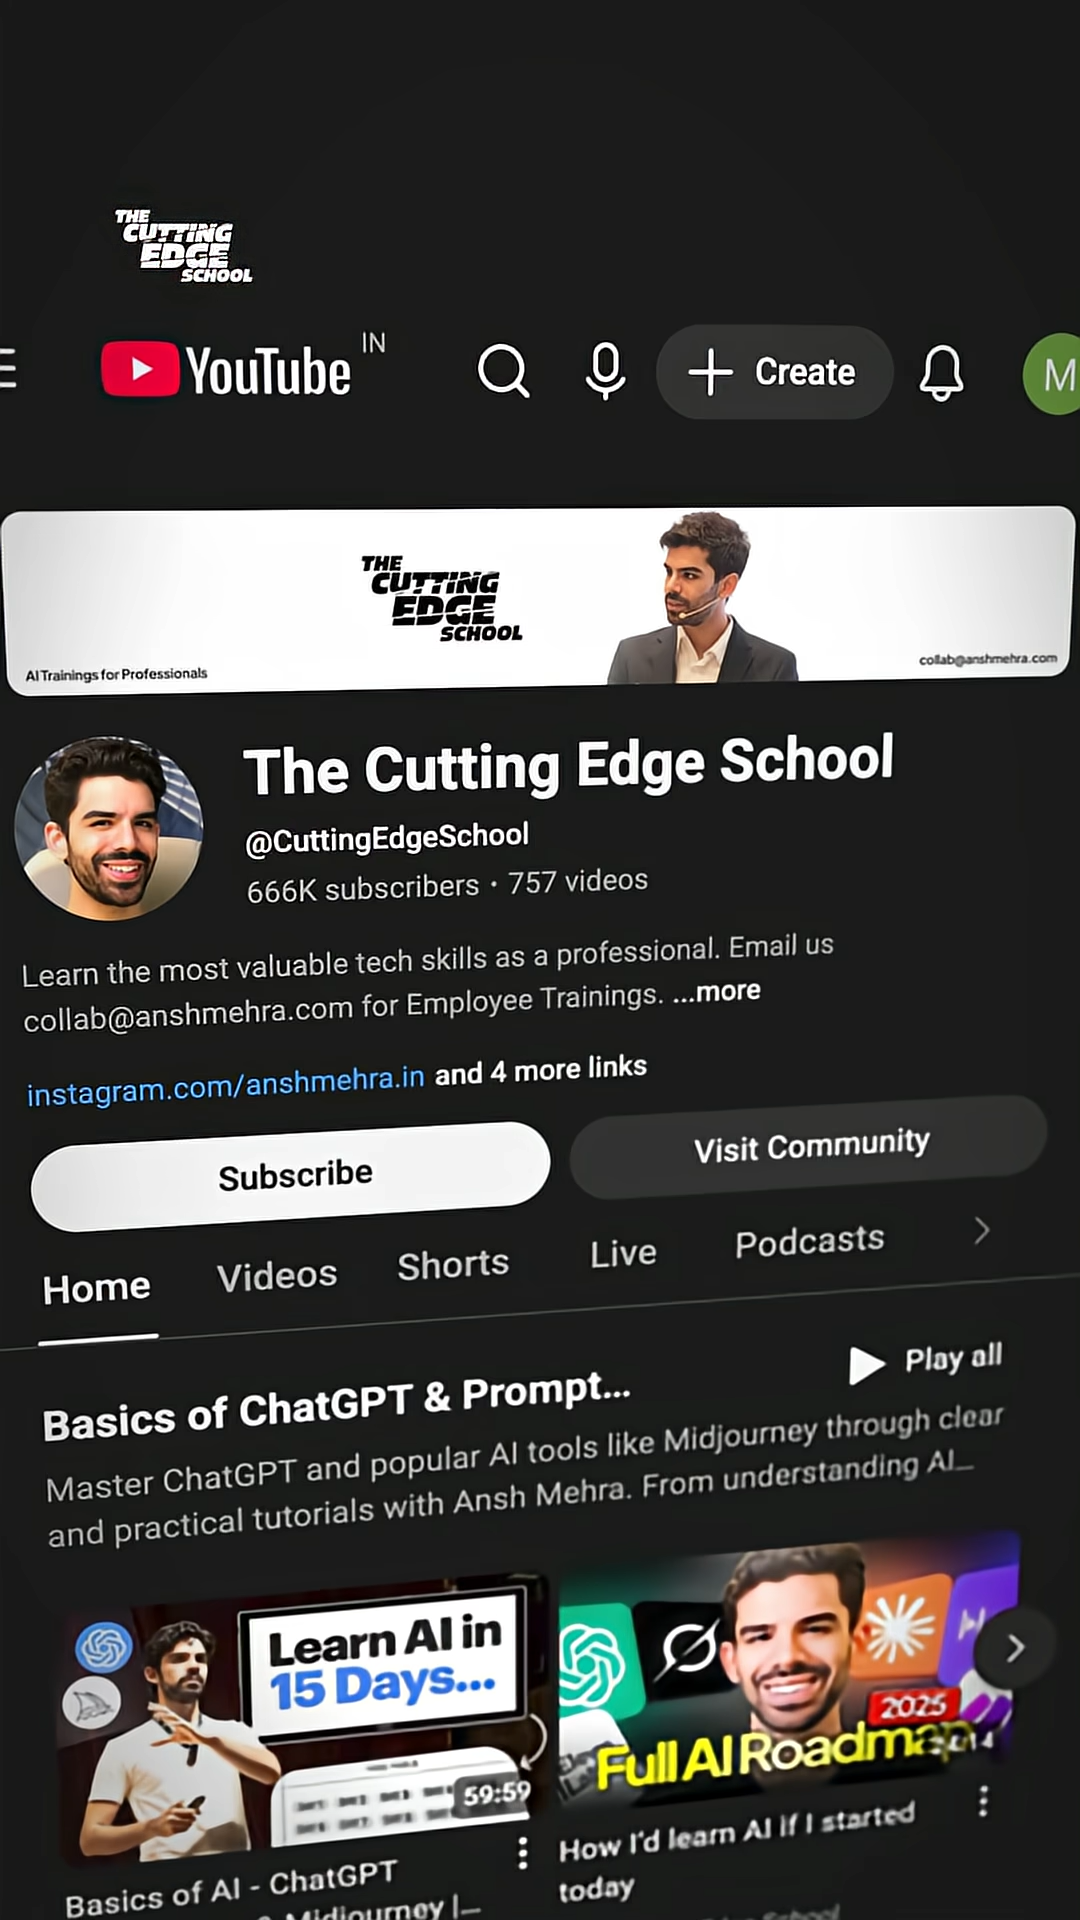 THE
CUTTING
EDGE
SCHOOL
YouTube IN
Create
M
THE
CUTTING
EDGE
SCHOOL
AI Trainings for Professionals
collab@anshmehra.com
The Cutting Edge School
@CuttingEdgeSchool
666K subscribers • 757 videos
Learn the most valuable tech skills as a professional. Email us
collab@anshmehra.com for Employee Trainings. ...more
instagram.com/anshmehra.in and 4 more links
Subscribe
Visit Community
Home Videos Shorts Live Podcasts
Basics of ChatGPT & Prompt...
Play all
Master ChatGPT and popular AI tools like Midjourney through clear
and practical tutorials with Ansh Mehra. From understanding AI...
Learn AI in
15 Days...
59:59
2025
Full AI Roadmap
Basics of AI - ChatGPT
& Midjourney |...
How I'd learn AI if I started
today
School